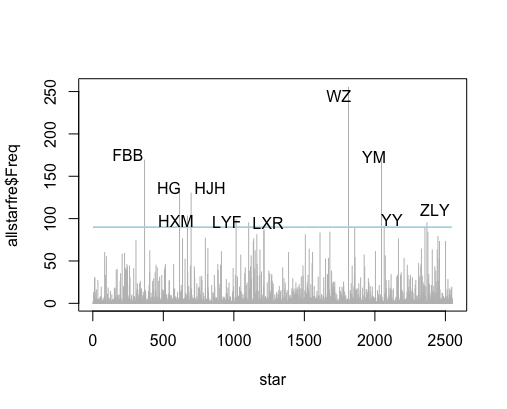 WZ
FBB
YM
HG
HJH
ZLY
HXM
LYF
LXR
YY
allstarfre$Freq
0
50
100
150
200
250
0
500
1000
1500
2000
2500
star